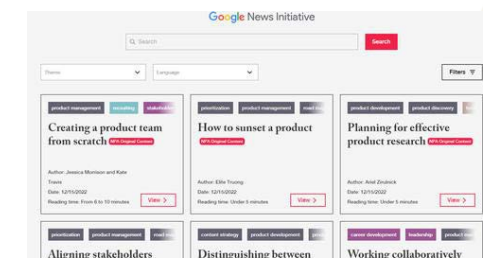 Google News Initiative
Search
Search
Theme
Language
Filters
product management recruiting
prioritization product management
product development product discovery
Creating a product team
from scratch NPA Original Content
How to sunset a product
NPA Original Content
Planning for effective
product research NPA Original Content
Author: Jessica Morrison and Kate
Travis
Date: 12/11/2022
Reading time: From 6 to 10 minutes
View >
Author: Ellie Truong
Date: 12/11/2022
Reading time: Under 5 minutes
View >
Author: Ariel Zirulnick
Date: 12/11/2022
Reading time: Under 5 minutes
View >
prioritization product management
content strategy product development
career development leadership
Aligning stakeholders
Distinguishing between
Working collaboratively